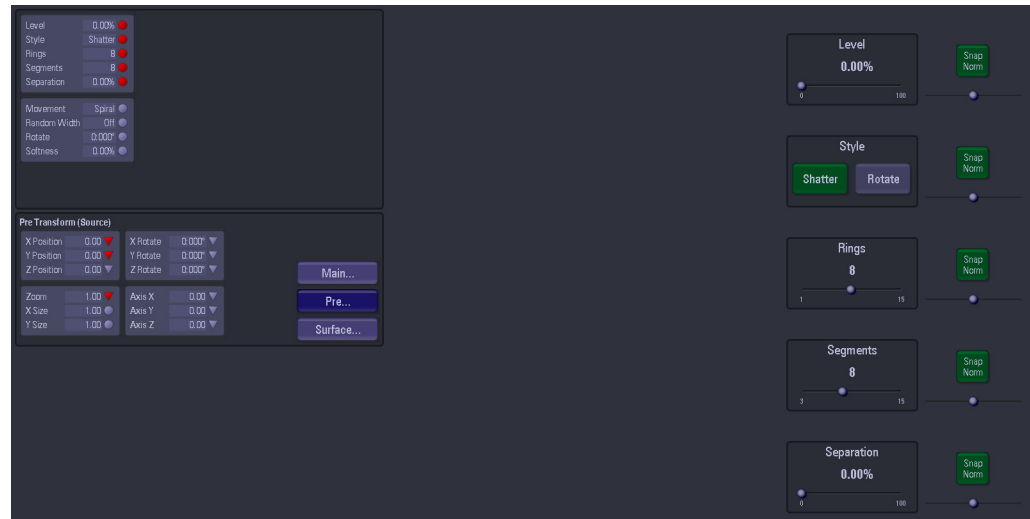 Level 0.00%
Style Shatter
Rings 8
Segments 8
Separation 0.00%
Movement Spiral
Random Width Off
Rotate 0.000°
Softness 0.00%
Pre Transform (Source)
X Position 0.00 X Rotate 0.000°
Y Position 0.00 Y Rotate 0.000°
Z Position 0.00 Z Rotate 0.000°
Zoom 1.00 Axis X 0.00
X Size 1.00 Axis Y 0.00
Y Size 1.00 Axis Z 0.00
Main...
Pre...
Surface...
Level
0.00%
0 100
Snap
Norm
Style
Shatter Rotate
Snap
Norm
Rings
8
1 15
Snap
Norm
Segments
8
3 15
Snap
Norm
Separation
0.00%
0 100
Snap
Norm